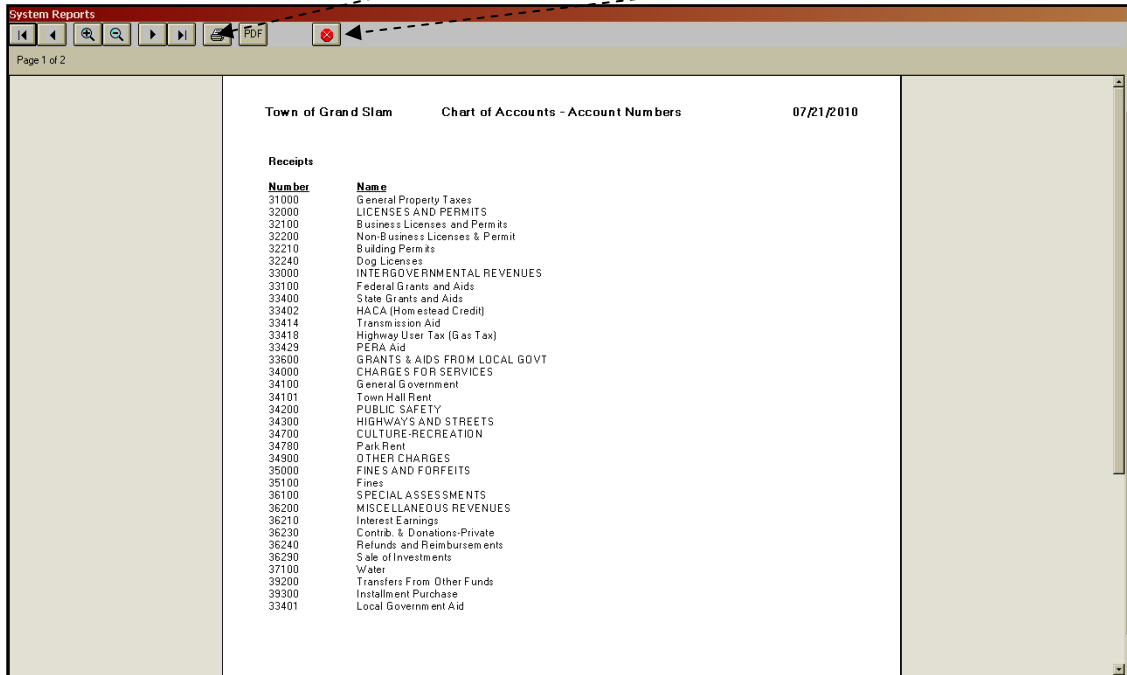 System Reports
PDF
Page 1 of 2
Town of Grand Slam Chart of Accounts - Account Numbers 07/21/2010
Receipts
Number Name
31000 General Property Taxes
32000 LICENSES AND PERMITS
32100 Business Licenses and Permits
32200 Non-Business Licenses & Permit
32210 Building Permits
32240 Dog Licenses
33000 INTERGOVERNMENTAL REVENUES
33100 Federal Grants and Aids
33400 State Grants and Aids
33402 HACA (Homestead Credit)
33414 Transmission Aid
33418 Highway User Tax (Gas Tax)
33429 PERA Aid
33600 GRANTS & AIDS FROM LOCAL GOVT
34000 CHARGES FOR SERVICES
34100 General Government
34101 Town Hall Rent
34200 PUBLIC SAFETY
34300 HIGHWAYS AND STREETS
34700 CULTURE-RECREATION
34780 Park Rent
34900 OTHER CHARGES
35000 FINES AND FORFEITS
35100 Fines
36100 SPECIAL ASSESSMENTS
36200 MISCELLANEOUS REVENUES
36210 Interest Earnings
36230 Contrib. & Donations-Private
36240 Refunds and Reimbursements
36290 Sale of Investments
37100 Water
39200 Transfers From Other Funds
39300 Installment Purchase
33401 Local Government Aid